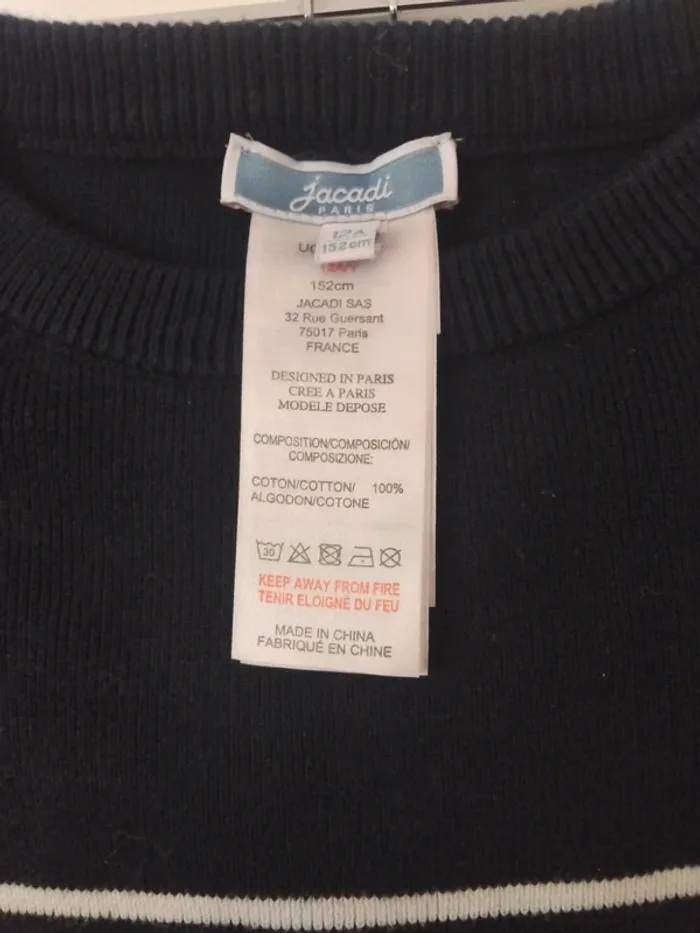 jacadi
PARIS
12A
152cm
152cm
JACADI SAS
32 Rue Guersant
75017 Paris
FRANCE
DESIGNED IN PARIS
CREE A PARIS
MODELE DEPOSE
COMPOSITION/COMPOSICIÓN/
COMPOSIZIONE:
COTON/COTTON/ 100%
ALGODON/COTONE
30
KEEP AWAY FROM FIRE
TENIR ELOIGNÉ DU FEU
MADE IN CHINA
FABRIQUÉ EN CHINE